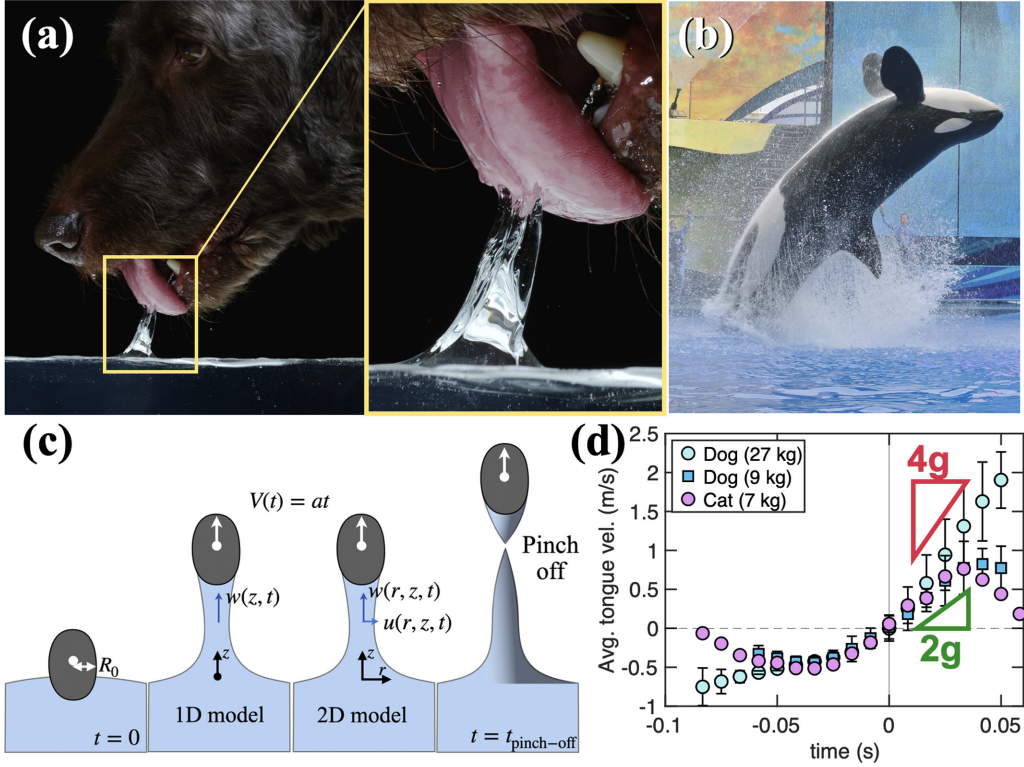 (a)
(b)
(c)
V(t) = at
Pinch
off
w(z, t)
w(r, z, t)
u(r, z, t)
R₀
z
z
r
1D model
2D model
t = 0
t = t_pinch−off
(d)
2.5
2
1.5
1
0.5
0
-0.5
-1
Avg. tongue vel. (m/s)
Dog (27 kg)
Dog (9 kg)
Cat (7 kg)
4g
2g
-0.1
-0.05
0
0.05
time (s)